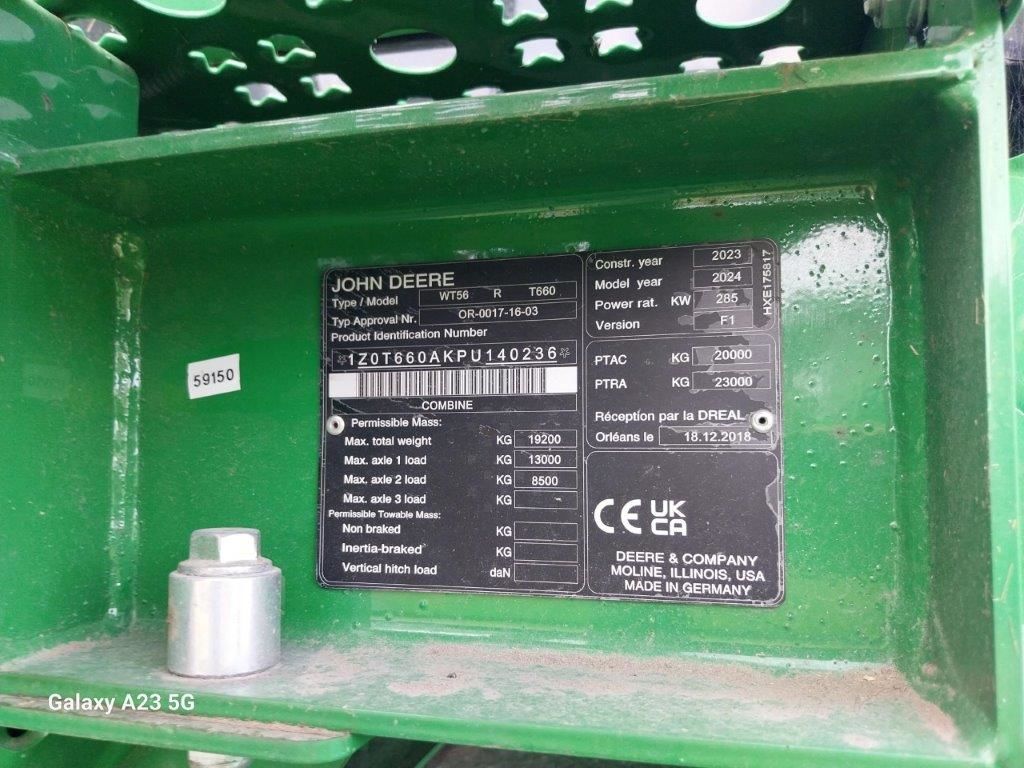 JOHN DEERE
Type / Model WT56 R T660
Typ Approval Nr. OR-0017-16-03
Product Identification Number
*1Z0T660AKPU140236*
COMBINE
Permissible Mass:
Max. total weight KG 19200
Max. axle 1 load KG 13000
Max. axle 2 load KG 8500
Max. axle 3 load KG -
Permissible Towable Mass:
Non braked KG
Inertia-braked KG
Vertical hitch load daN
Constr. year 2023
Model year 2024
Power rat. KW 285
Version F1
HXE175817
PTAC KG 20000
PTRA KG 23000
Réception par la DREAL
Orléans le 18.12.2018
CE UK
CA
DEERE & COMPANY
MOLINE, ILLINOIS, USA
MADE IN GERMANY
59150
Galaxy A23 5G